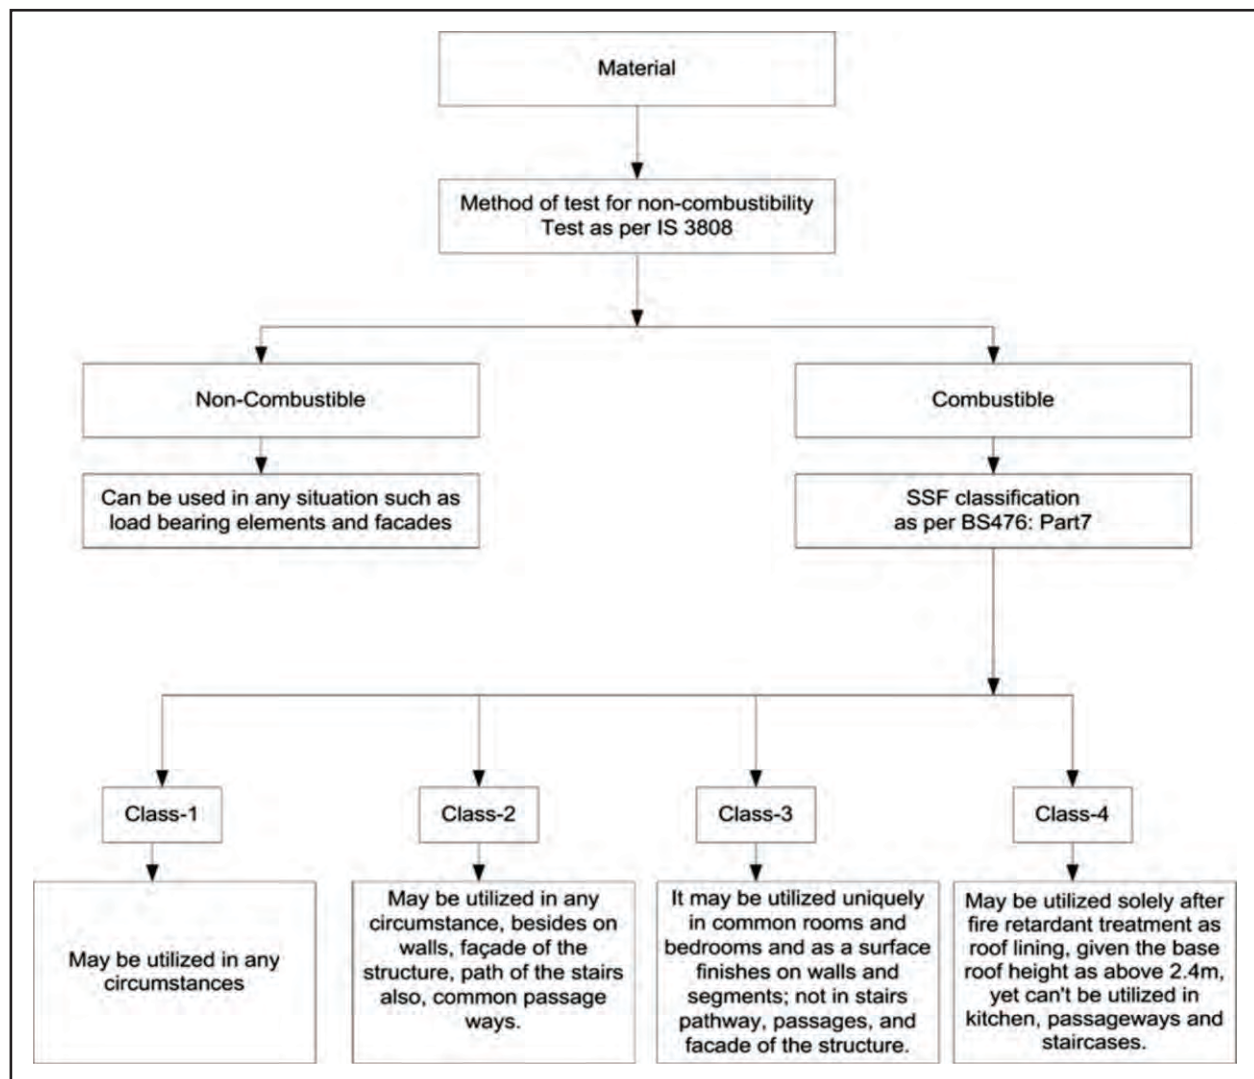 Material
Method of test for non-combustibility
Test as per IS 3808
Non-Combustible
Combustible
Can be used in any situation such as
load bearing elements and facades
SSF classification
as per BS476: Part7
Class-1
Class-2
Class-3
Class-4
May be utilized in any
circumstances
May be utilized in any
circumstance, besides on
walls, façade of the
structure, path of the stairs
also, common passage
ways.
It may be utilized uniquely
in common rooms and
bedrooms and as a surface
finishes on walls and
segments; not in stairs
pathway, passages, and
facade of the structure.
May be utilized solely after
fire retardant treatment as
roof lining, given the base
roof height as above 2.4m,
yet can't be utilized in
kitchen, passageways and
staircases.